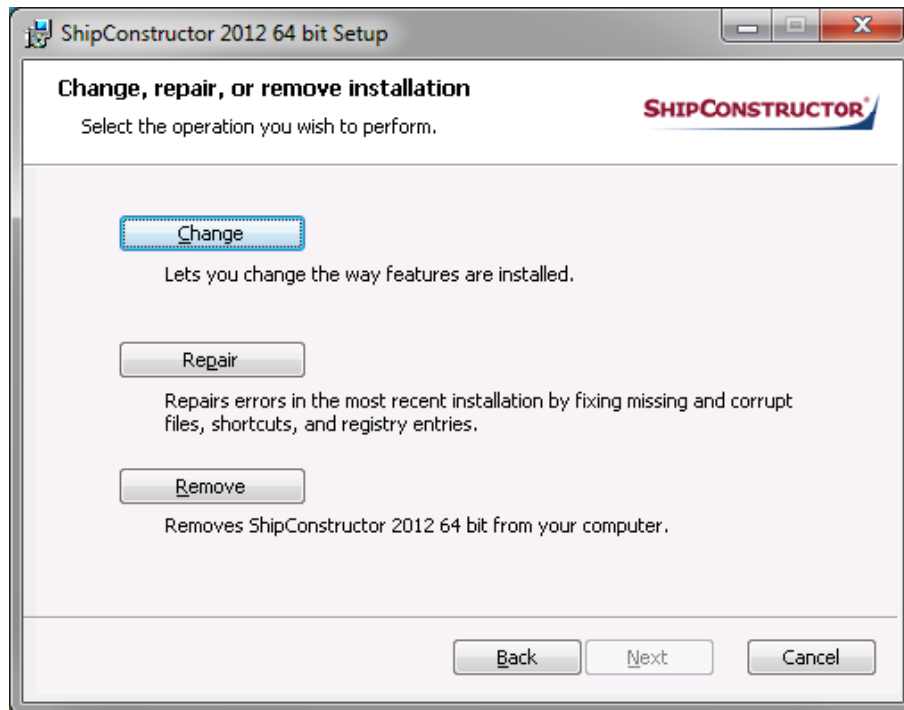 ShipConstructor 2012 64 bit Setup
Change, repair, or remove installation
Select the operation you wish to perform.
SHIPCONSTRUCTOR®
Change
Lets you change the way features are installed.
Repair
Repairs errors in the most recent installation by fixing missing and corrupt
files, shortcuts, and registry entries.
Remove
Removes ShipConstructor 2012 64 bit from your computer.
Back Next Cancel